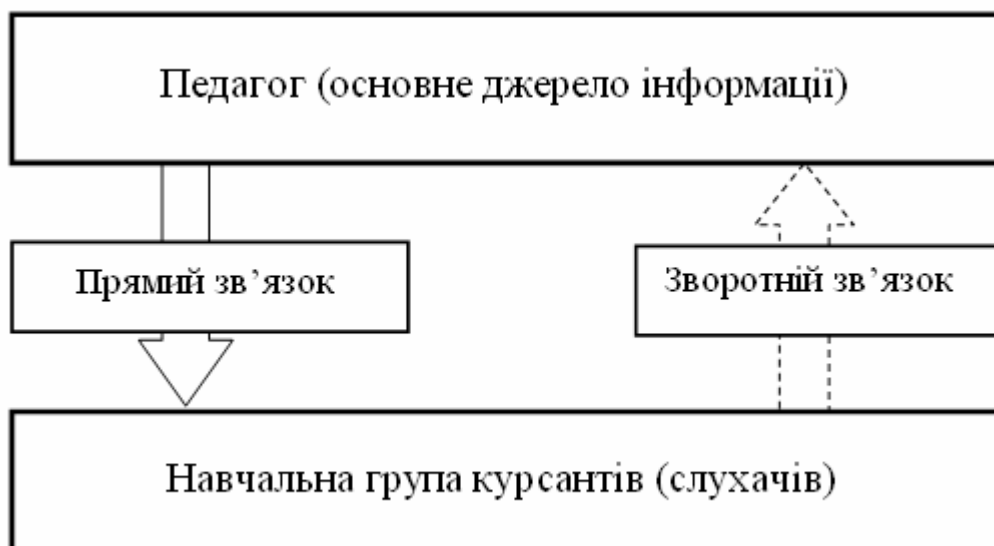 Педагог (основне джерело інформації)
Прямий зв’язок
Зворотній зв’язок
Навчальна група курсантів (слухачів)